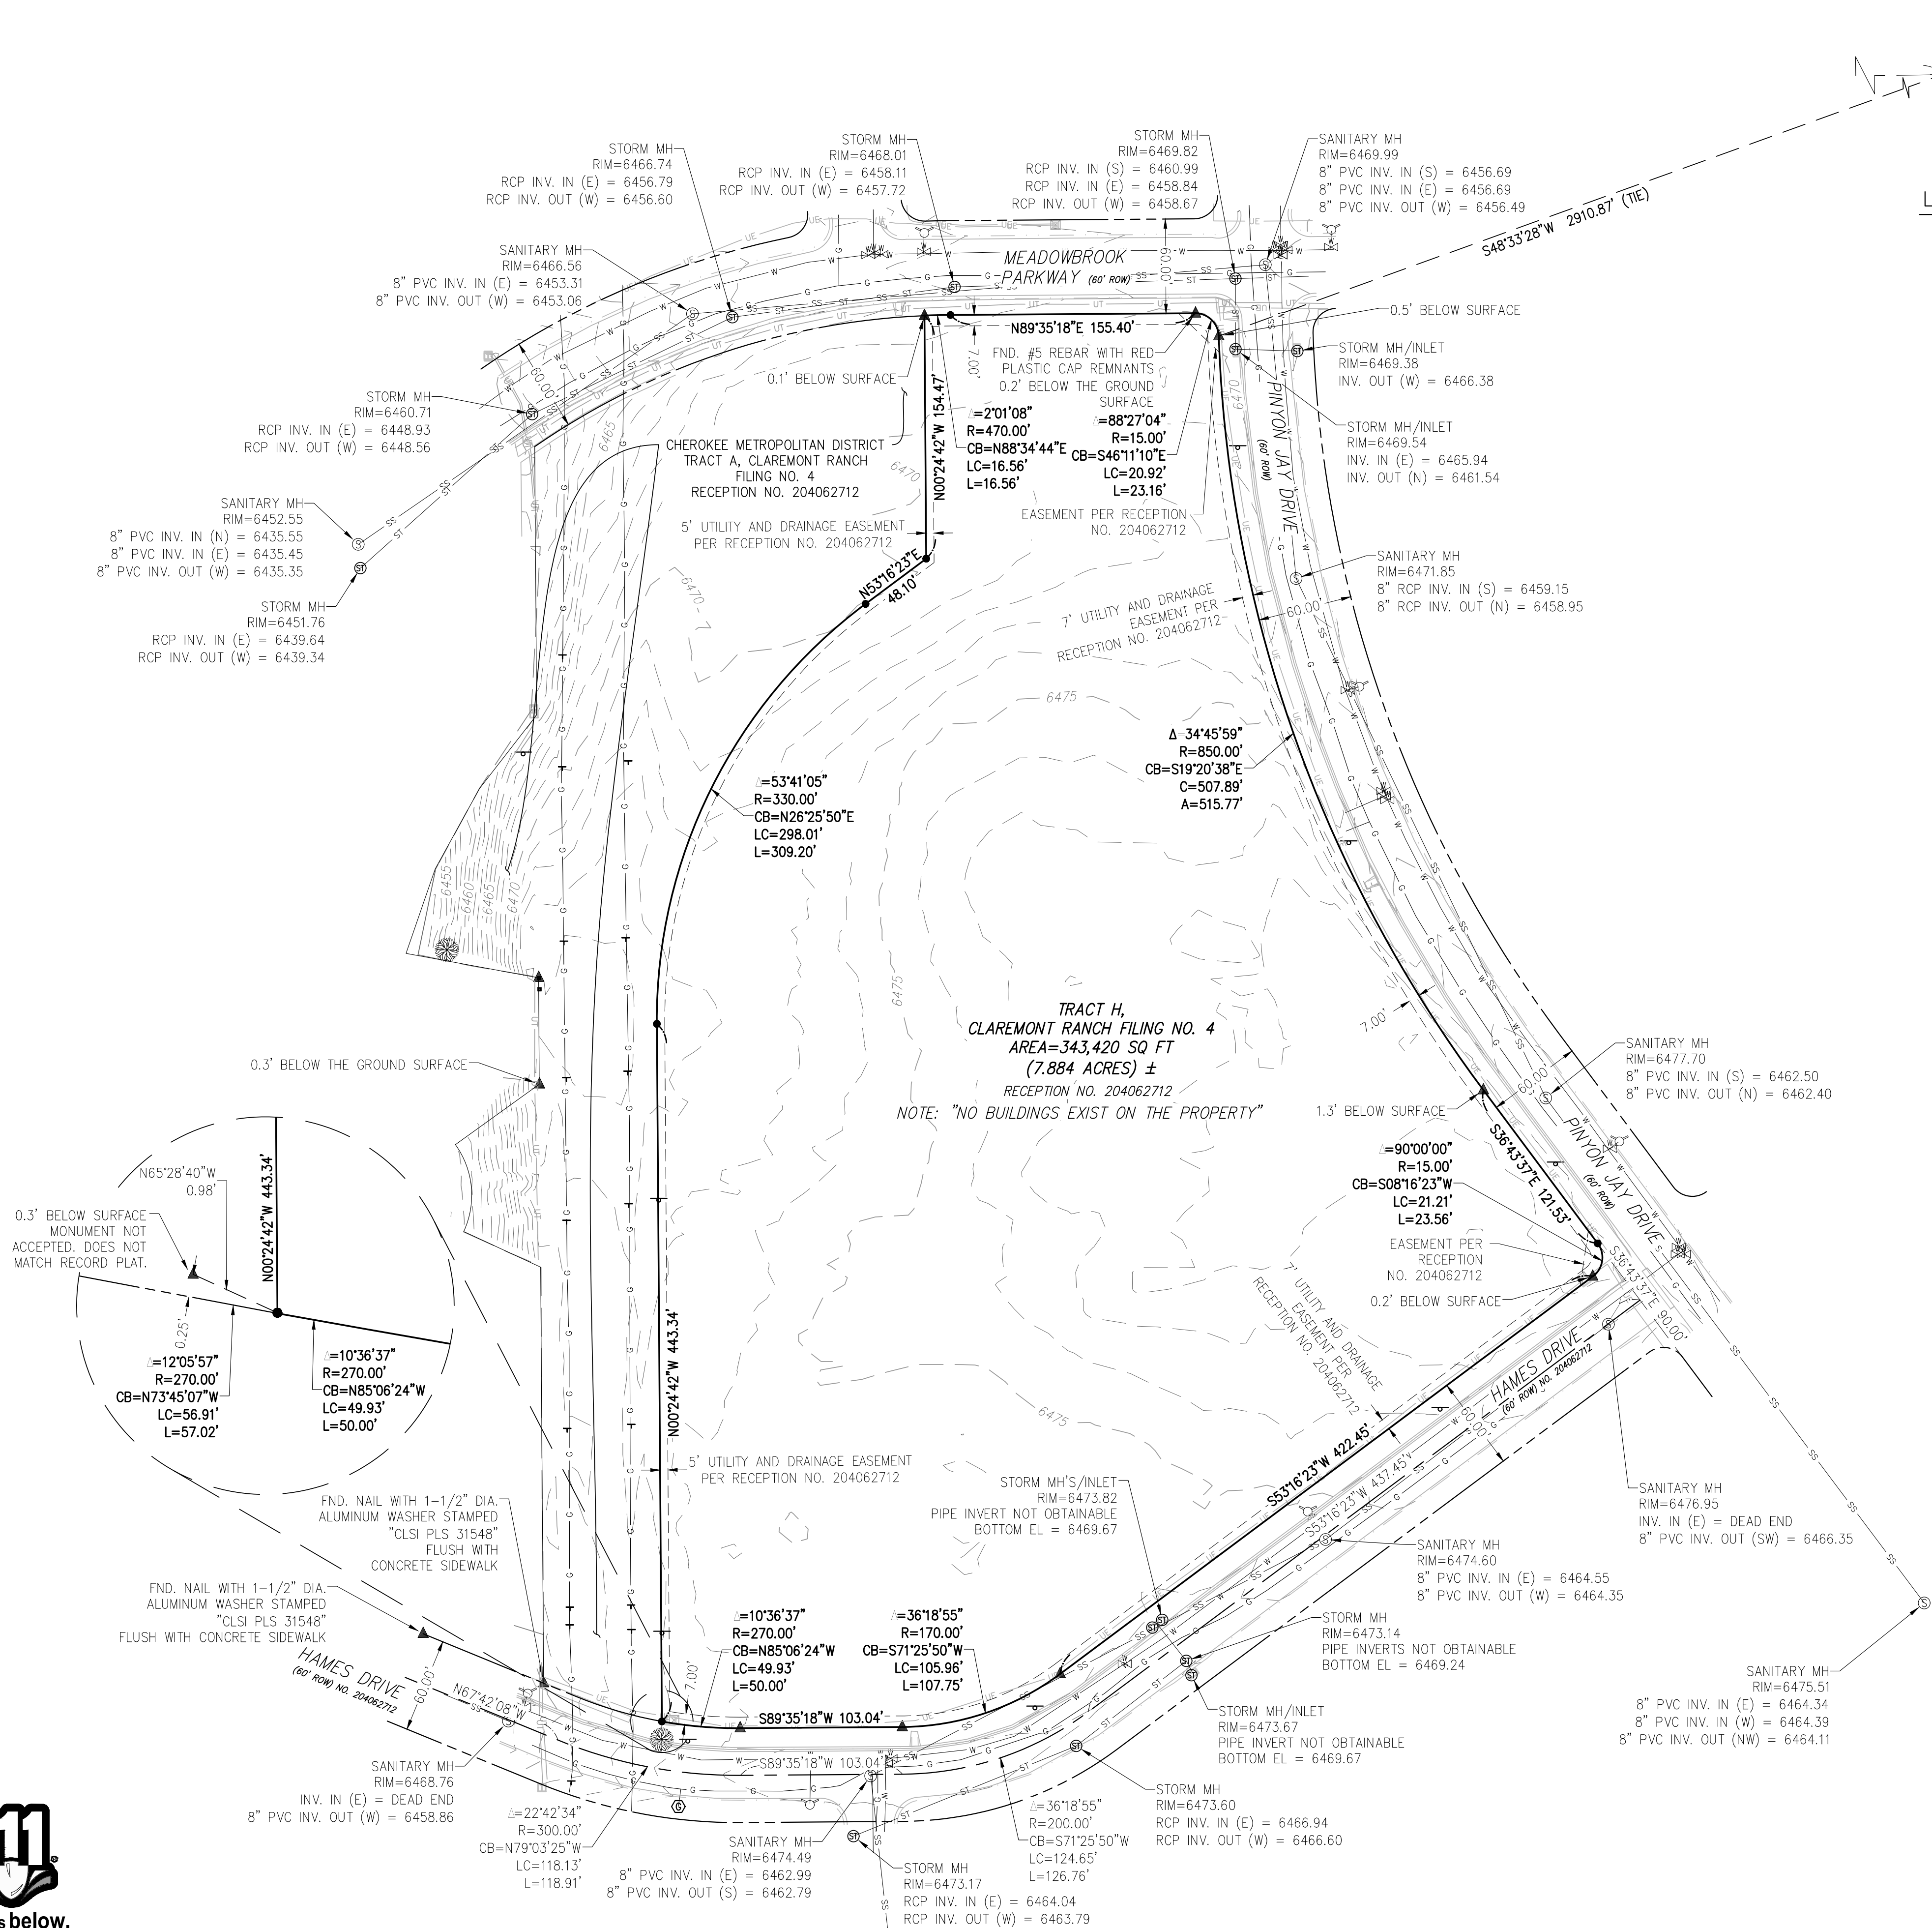 S48°33'28"W 2910.87' (TIE)
STORM MH
RIM=6466.74
RCP INV. IN (E) = 6456.79
RCP INV. OUT (W) = 6456.60
STORM MH
RIM=6468.01
RCP INV. IN (E) = 6458.11
RCP INV. OUT (W) = 6457.72
STORM MH
RIM=6469.82
RCP INV. IN (S) = 6460.99
RCP INV. IN (E) = 6458.84
RCP INV. OUT (W) = 6458.67
SANITARY MH
RIM=6469.99
8" PVC INV. IN (S) = 6456.69
8" PVC INV. IN (E) = 6456.69
8" PVC INV. OUT (W) = 6456.49
SANITARY MH
RIM=6466.56
8" PVC INV. IN (E) = 6453.31
8" PVC INV. OUT (W) = 6453.06
MEADOWBROOK
PARKWAY (60' ROW)
60.00'
60.00'
0.5' BELOW SURFACE
N89°35'18"E 155.40'
7.00'
FND. #5 REBAR WITH RED
PLASTIC CAP REMNANTS
0.2' BELOW THE GROUND
SURFACE
0.1' BELOW SURFACE
STORM MH/INLET
RIM=6469.38
INV. OUT (W) = 6466.38
STORM MH
RIM=6460.71
RCP INV. IN (E) = 6448.93
RCP INV. OUT (W) = 6448.56
N00°24'42"W 154.47'
Δ=2°01'08"
R=470.00'
CB=N88°34'44"E
LC=16.56'
L=16.56'
Δ=88°27'04"
R=15.00'
CB=S46°11'10"E
LC=20.92'
L=23.16'
6470
PINYON JAY DRIVE
(60' ROW)
STORM MH/INLET
RIM=6469.54
INV. IN (E) = 6465.94
INV. OUT (N) = 6461.54
6465
CHEROKEE METROPOLITAN DISTRICT
TRACT A, CLAREMONT RANCH
FILING NO. 4
RECEPTION NO. 204062712
6470
SANITARY MH
RIM=6452.55
8" PVC INV. IN (N) = 6435.55
8" PVC INV. IN (E) = 6435.45
8" PVC INV. OUT (W) = 6435.35
5' UTILITY AND DRAINAGE EASEMENT
PER RECEPTION NO. 204062712
EASEMENT PER RECEPTION
NO. 204062712
N53°16'23"E
48.10'
6470
STORM MH
RIM=6451.76
RCP INV. IN (E) = 6439.64
RCP INV. OUT (W) = 6439.34
7' UTILITY AND DRAINAGE
EASEMENT PER
RECEPTION NO. 204062712
60.00'
SANITARY MH
RIM=6471.85
8" RCP INV. IN (S) = 6459.15
8" RCP INV. OUT (N) = 6458.95
6475
Δ=34°45'59"
R=850.00'
CB=S19°20'38"E
C=507.89'
A=515.77'
Δ=53°41'05"
R=330.00'
CB=N26°25'50"E
LC=298.01'
L=309.20'
6455
6460
6465
6470
6475
TRACT H,
CLAREMONT RANCH FILING NO. 4
AREA=343,420 SQ FT
(7.884 ACRES) ±
RECEPTION NO. 204062712
NOTE: "NO BUILDINGS EXIST ON THE PROPERTY"
7.00'
60.00
SANITARY MH
RIM=6477.70
8" PVC INV. IN (S) = 6462.50
8" PVC INV. OUT (N) = 6462.40
0.3' BELOW THE GROUND SURFACE
1.3' BELOW SURFACE
S36°43'37"E 121.53'
PINYON JAY DRIVE
(60' ROW)
Δ=90°00'00"
R=15.00'
CB=S08°16'23"W
LC=21.21'
L=23.56'
EASEMENT PER
RECEPTION
NO. 204062712
0.2' BELOW SURFACE
S36°43'37"E 90.00'
N65°28'40"W
0.98'
N00°24'42"W 443.34'
0.3' BELOW SURFACE
MONUMENT NOT
ACCEPTED. DOES NOT
MATCH RECORD PLAT.
0.25'
Δ=12°05'57"
R=270.00'
CB=N73°45'07"W
LC=56.91'
L=57.02'
Δ=10°36'37"
R=270.00'
CB=N85°06'24"W
LC=49.93'
L=50.00'
N00°24'42"W 443.34'
7' UTILITY AND DRAINAGE
EASEMENT PER
RECEPTION NO. 204062712
6475
HAMES DRIVE
(60' ROW) NO. 204062712
60.00'
S53°16'23"W 422.45'
S53°16'23"W 437.45'
5' UTILITY AND DRAINAGE EASEMENT
PER RECEPTION NO. 204062712
STORM MH'S/INLET
RIM=6473.82
PIPE INVERT NOT OBTAINABLE
BOTTOM EL = 6469.67
SANITARY MH
RIM=6476.95
INV. IN (E) = DEAD END
8" PVC INV. OUT (SW) = 6466.35
FND. NAIL WITH 1-1/2" DIA.
ALUMINUM WASHER STAMPED
"CLSI PLS 31548"
FLUSH WITH
CONCRETE SIDEWALK
SANITARY MH
RIM=6474.60
8" PVC INV. IN (E) = 6464.55
8" PVC INV. OUT (W) = 6464.35
FND. NAIL WITH 1-1/2" DIA.
ALUMINUM WASHER STAMPED
"CLSI PLS 31548"
FLUSH WITH CONCRETE SIDEWALK
Δ=10°36'37"
R=270.00'
CB=N85°06'24"W
LC=49.93'
L=50.00'
Δ=36°18'55"
R=170.00'
CB=S71°25'50"W
LC=105.96'
L=107.75'
STORM MH
RIM=6473.14
PIPE INVERTS NOT OBTAINABLE
BOTTOM EL = 6469.24
HAMES DRIVE
(60' ROW) NO. 204062712
60.00'
N67°42'08"W
7.00'
S89°35'18"W 103.04'
S89°35'18"W 103.04'
STORM MH/INLET
RIM=6473.67
PIPE INVERT NOT OBTAINABLE
BOTTOM EL = 6469.67
SANITARY MH
RIM=6475.51
8" PVC INV. IN (E) = 6464.34
8" PVC INV. IN (W) = 6464.39
8" PVC INV. OUT (NW) = 6464.11
SANITARY MH
RIM=6468.76
INV. IN (E) = DEAD END
8" PVC INV. OUT (W) = 6458.86
Δ=22°42'34"
R=300.00'
CB=N79°03'25"W
LC=118.13'
L=118.91'
SANITARY MH
RIM=6474.49
8" PVC INV. IN (E) = 6462.99
8" PVC INV. OUT (S) = 6462.79
STORM MH
RIM=6473.17
RCP INV. IN (E) = 6464.04
RCP INV. OUT (W) = 6463.79
Δ=36°18'55"
R=200.00'
CB=S71°25'50"W
LC=124.65'
L=126.76'
STORM MH
RIM=6473.60
RCP INV. IN (E) = 6466.94
RCP INV. OUT (W) = 6466.60
below.